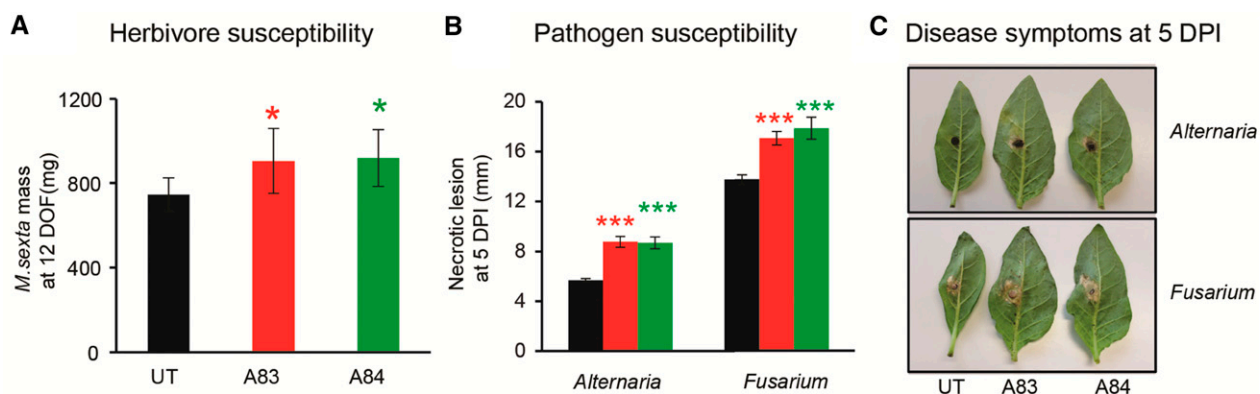 A Herbivore susceptibility
M.sexta mass
at 12 DOF(mg)
1200
800
400
0
*
*
UT A83 A84
B Pathogen susceptibility
Necrotic lesion
at 5 DPI (mm)
20
16
12
8
4
0
*** ***
*** ***
Alternaria Fusarium
C Disease symptoms at 5 DPI
Alternaria
Fusarium
UT A83 A84